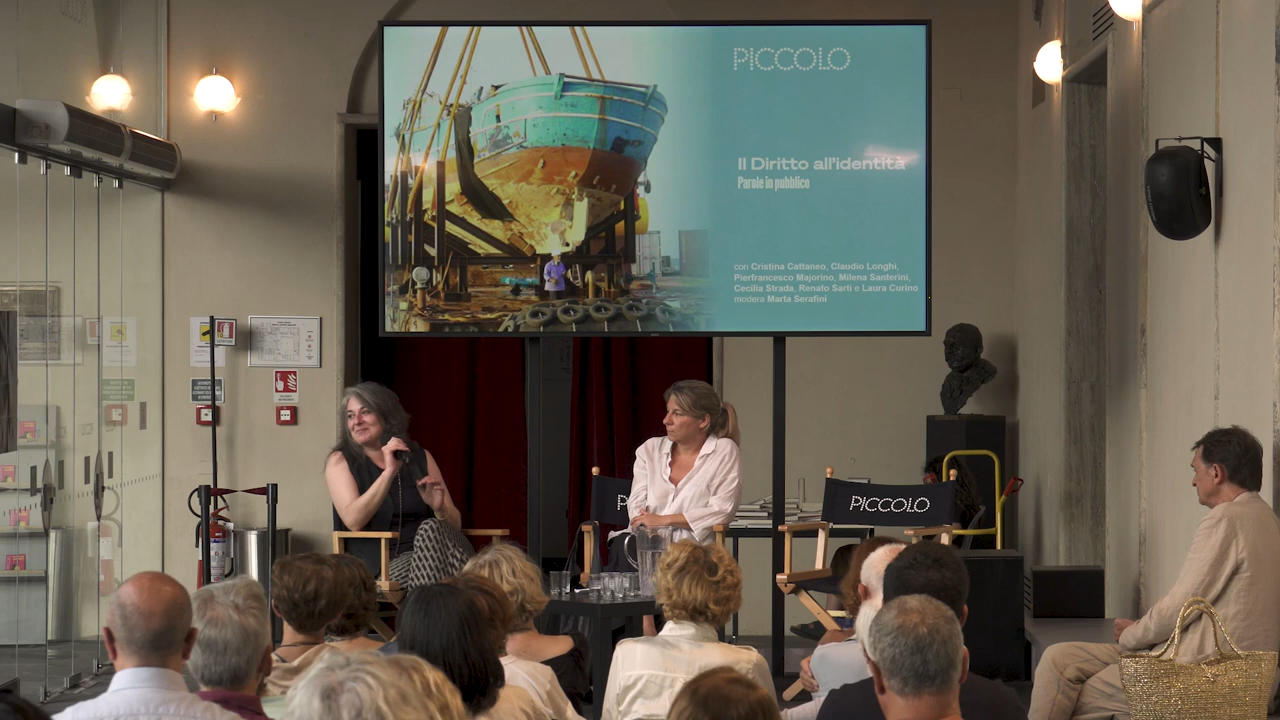 PICCOLO
Il Diritto all'identità
Parole in pubblico
con Cristina Cattaneo, Claudio Longhi,
Pierfrancesco Majorino, Milena Santerini,
Cecilia Strada, Renato Sarti e Laura Curino
modera Marta Serafini
PICCOLO